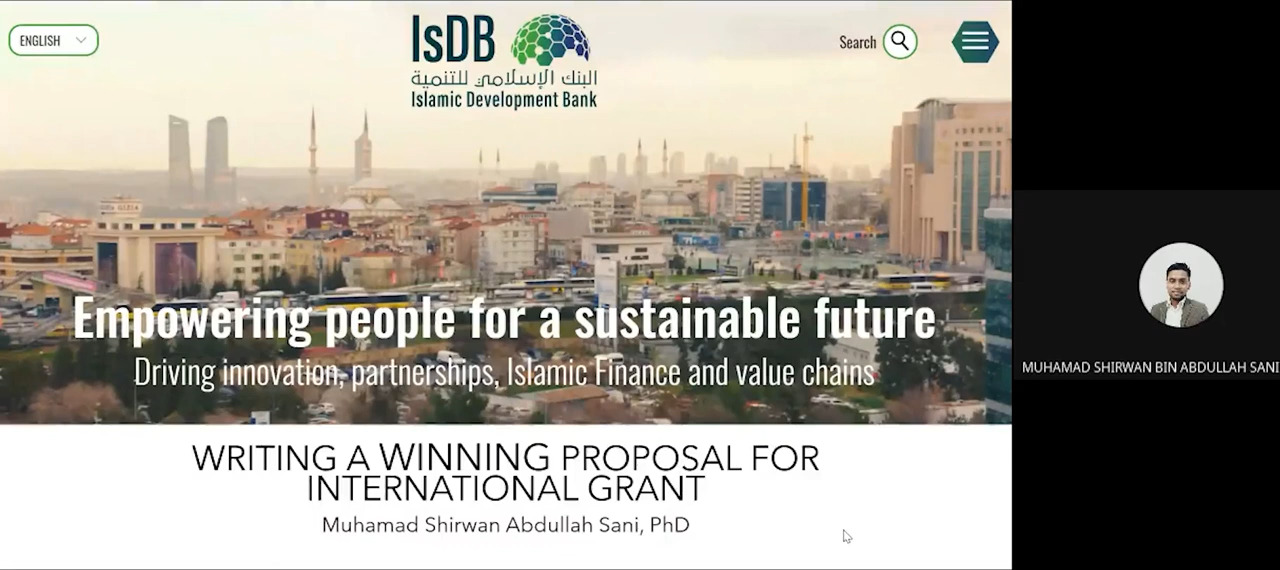 ENGLISH
IsDB
البنك الإسلامي للتنمية
Islamic Development Bank
Search
Empowering people for a sustainable future
Driving innovation, partnerships, Islamic Finance and value chains
WRITING A WINNING PROPOSAL FOR
INTERNATIONAL GRANT
Muhamad Shirwan Abdullah Sani, PhD
MUHAMAD SHIRWAN BIN ABDULLAH SANI